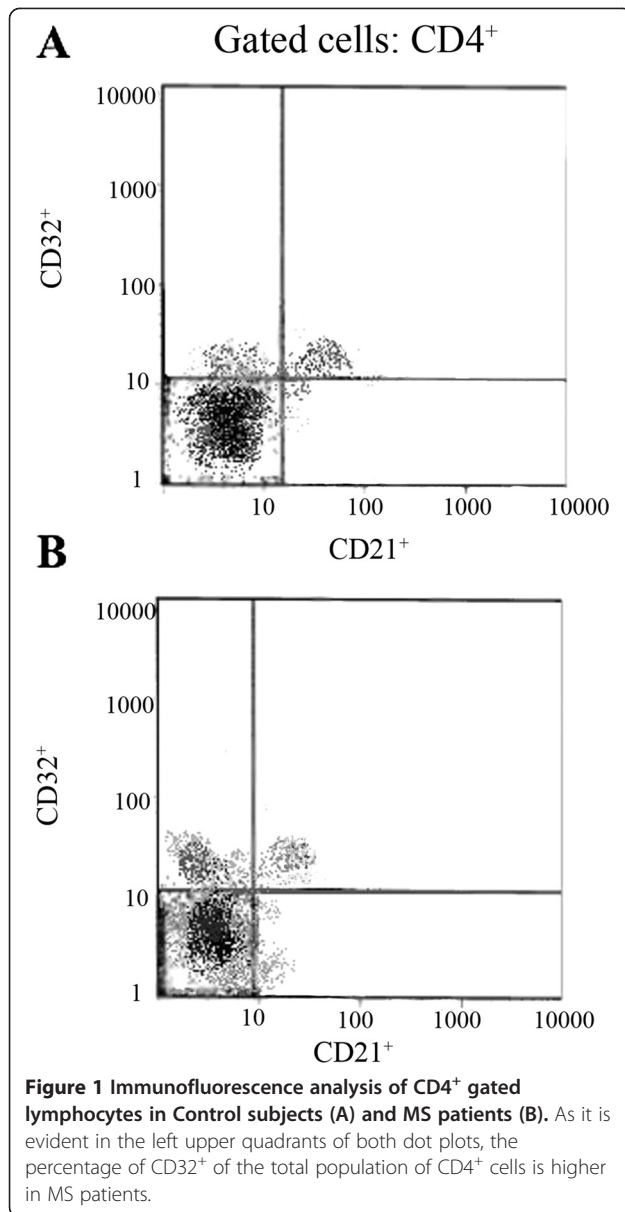 A
Gated cells: CD4⁺
10000
1000
100
10
1
CD32⁺
10
100
1000
10000
CD21⁺
B
10000
1000
100
10
1
CD32⁺
10
100
1000
10000
CD21⁺
Figure 1 Immunofluorescence analysis of CD4⁺ gated
lymphocytes in Control subjects (A) and MS patients (B). As it is
evident in the left upper quadrants of both dot plots, the
percentage of CD32⁺ of the total population of CD4⁺ cells is higher
in MS patients.